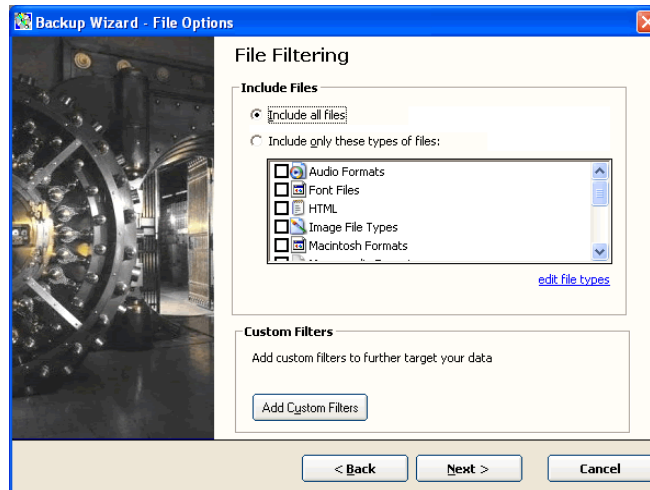 Backup Wizard - File Options
File Filtering
Include Files
Include all files
Include only these types of files:
Audio Formats
Font Files
HTML
Image File Types
Macintosh Formats
edit file types
Custom Filters
Add custom filters to further target your data
Add Custom Filters
< Back
Next >
Cancel